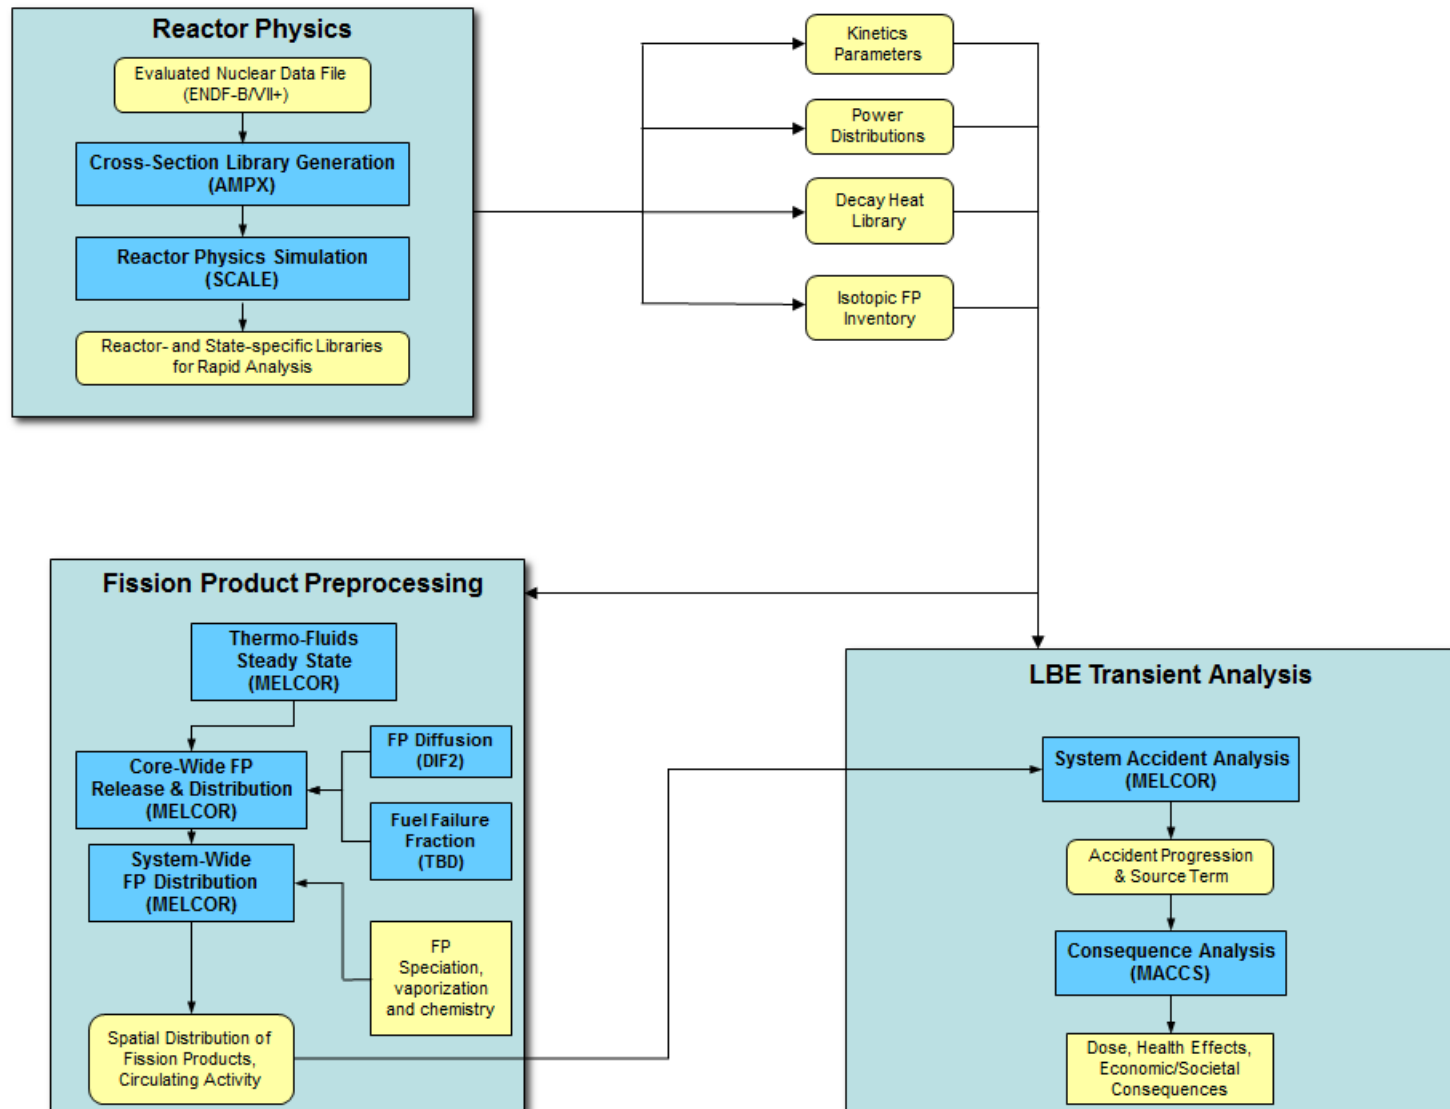 Reactor Physics
Evaluated Nuclear Data File
(ENDF-B/VII+)
Cross-Section Library Generation
(AMPX)
Reactor Physics Simulation
(SCALE)
Reactor- and State-specific Libraries
for Rapid Analysis
Kinetics
Parameters
Power
Distributions
Decay Heat
Library
Isotopic FP
Inventory
Fission Product Preprocessing
Thermo-Fluids
Steady State
(MELCOR)
FP Diffusion
(DIF2)
Core-Wide FP
Release & Distribution
(MELCOR)
Fuel Failure
Fraction
(TBD)
System-Wide
FP Distribution
(MELCOR)
FP
Speciation,
vaporization
and chemistry
Spatial Distribution of
Fission Products,
Circulating Activity
LBE Transient Analysis
System Accident Analysis
(MELCOR)
Accident Progression
& Source Term
Consequence Analysis
(MACCS)
Dose, Health Effects,
Economic/Societal
Consequences